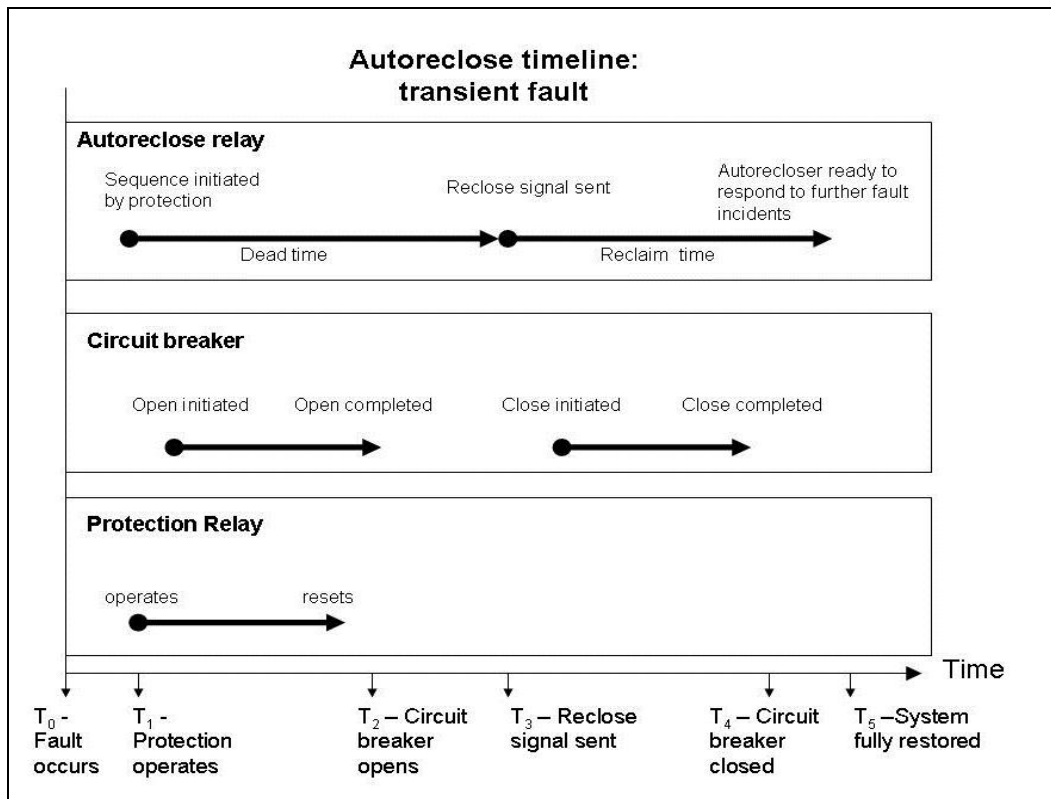 Autoreclose timeline:
transient fault
Autoreclose relay
Sequence initiated
by protection
Reclose signal sent
Autorecloser ready to
respond to further fault
incidents
Dead time
Reclaim time
Circuit breaker
Open initiated
Open completed
Close initiated
Close completed
Protection Relay
operates
resets
Time
T₀ -
Fault
occurs
T₁ -
Protection
operates
T₂ – Circuit
breaker
opens
T₃ – Reclose
signal sent
T₄ – Circuit
breaker
closed
T₅ –System
fully restored